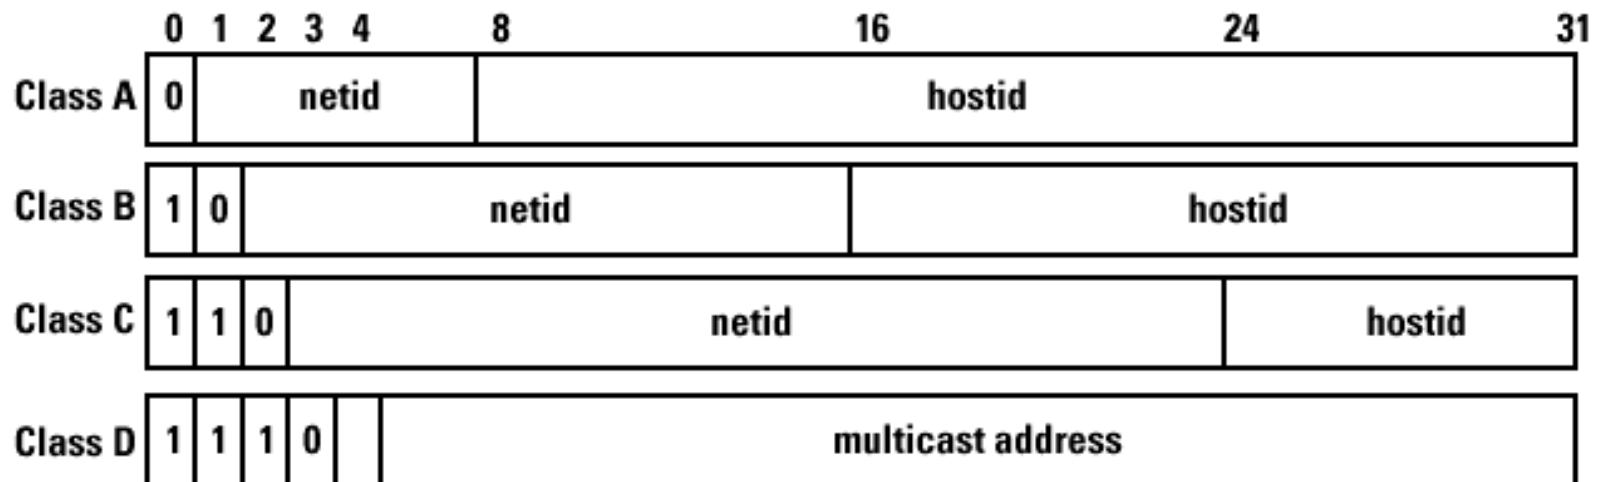 0 1 2 3 4 8 16 24 31
Class A 0 netid hostid
Class B 1 0 netid hostid
Class C 1 1 0 netid hostid
Class D 1 1 1 0 multicast address